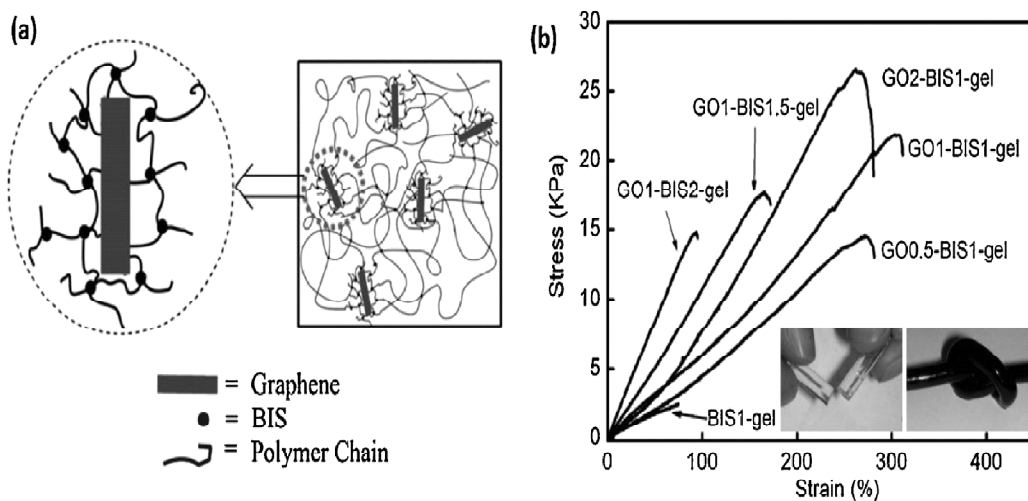 (a)
= Graphene
= BIS
= Polymer Chain
(b)
Stress (KPa)
30
25
20
15
10
5
0
GO2-BIS1-gel
GO1-BIS1.5-gel
GO1-BIS1-gel
GO1-BIS2-gel
GO0.5-BIS1-gel
BIS1-gel
0 100 200 300 400
Strain (%)